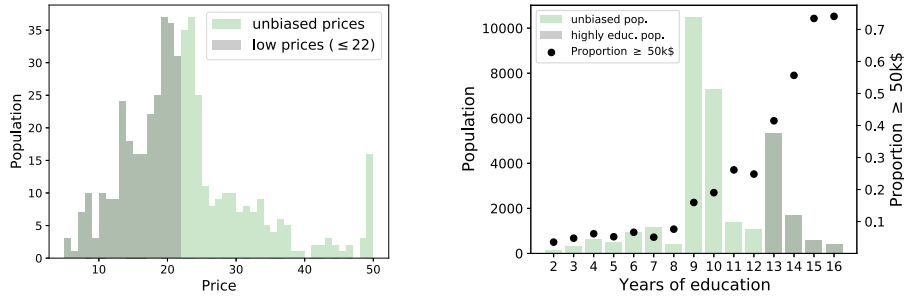 unbiased prices
low prices (≤ 22)
35
30
25
20
15
10
5
0
Population
10
20
30
40
50
Price
unbiased pop.
highly educ. pop.
Proportion ≥ 50k$
10000
8000
6000
4000
2000
0
Population
0.7
0.6
0.5
0.4
0.3
0.2
0.1
Proportion ≥ 50k$
2 3 4 5 6 7 8 9 10 11 12 13 14 15 16
Years of education